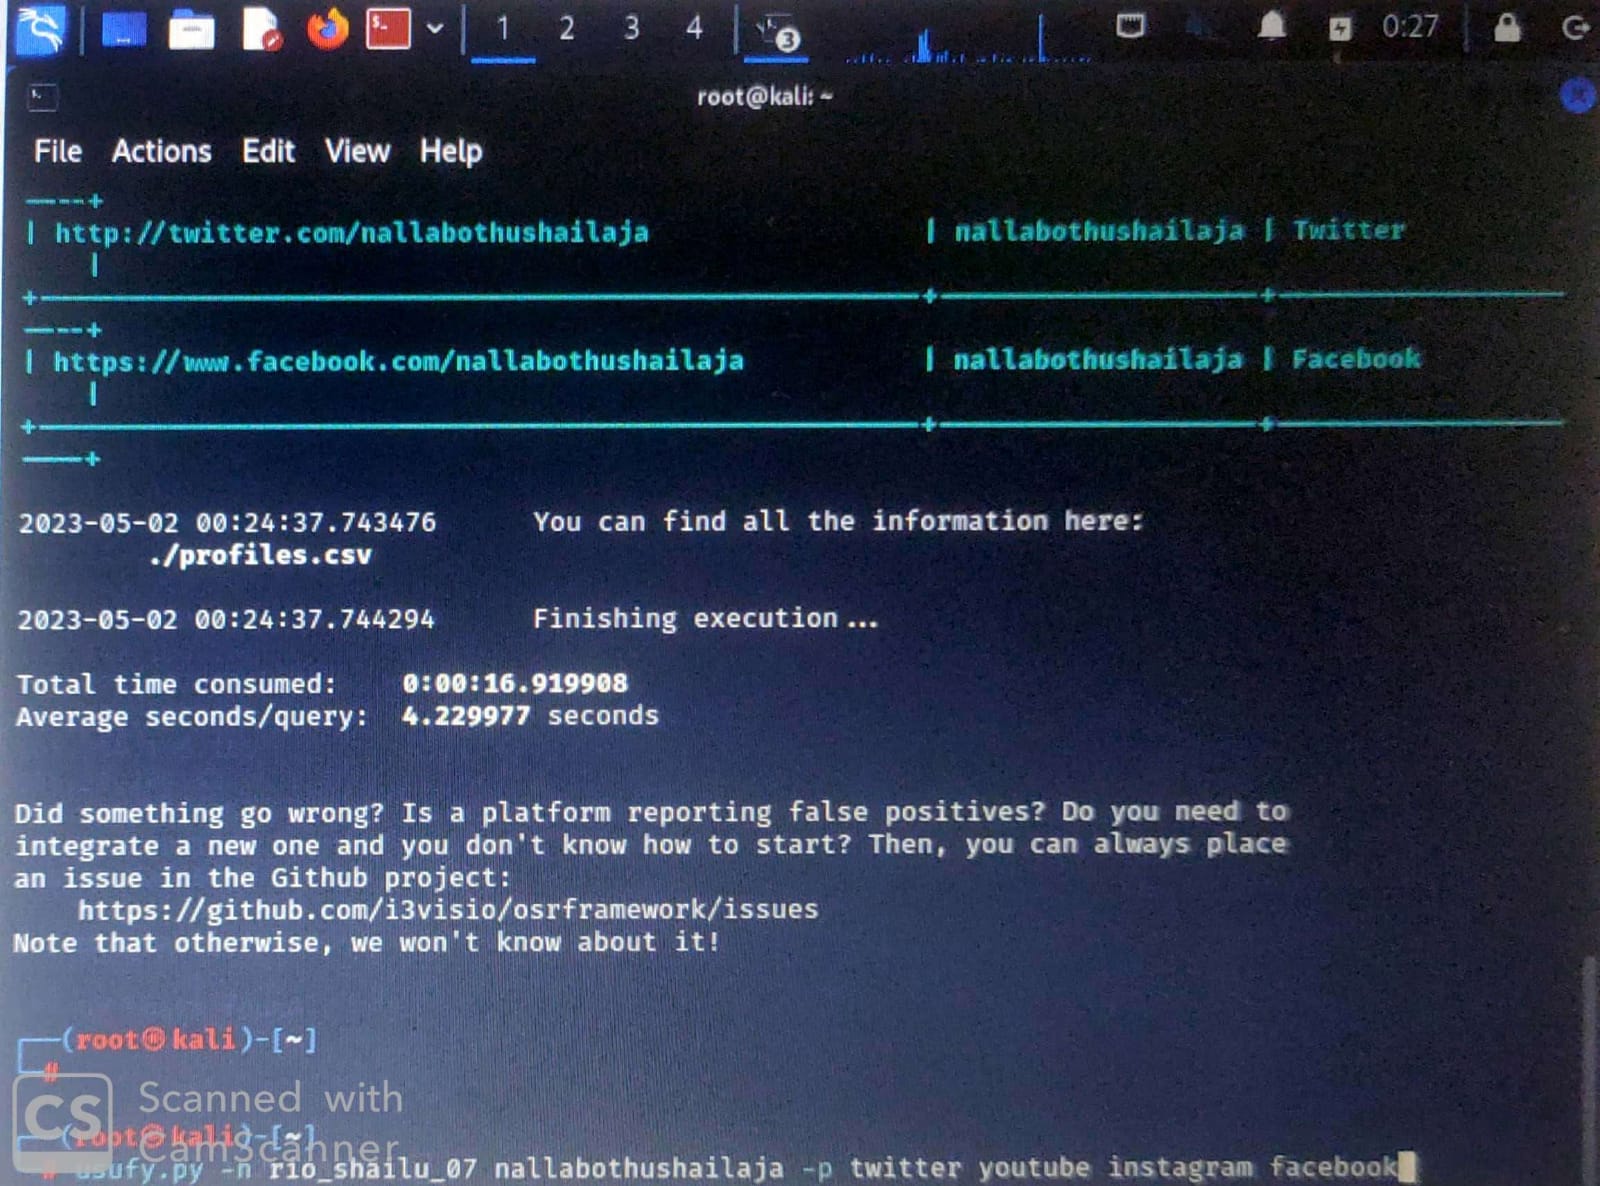 1 2 3 4 3 0:27
root@kali: ~
File Actions Edit View Help
| http://twitter.com/nallabothushailaja | nallabothushailaja | Twitter
|
| https://www.facebook.com/nallabothushailaja | nallabothushailaja | Facebook
|
2023-05-02 00:24:37.743476 You can find all the information here:
./profiles.csv
2023-05-02 00:24:37.744294 Finishing execution...
Total time consumed: 0:00:16.919908
Average seconds/query: 4.229977 seconds
Did something go wrong? Is a platform reporting false positives? Do you need to
integrate a new one and you don't know how to start? Then, you can always place
an issue in the Github project:
https://github.com/i3visio/osrframework/issues
Note that otherwise, we won't know about it!
(root㉿kali)-[~]
#
CS Scanned with
CamScanner
(root㉿kali)-[~]
# usufy.py -n rio_shailu_07 nallabothushailaja -p twitter youtube instagram facebook